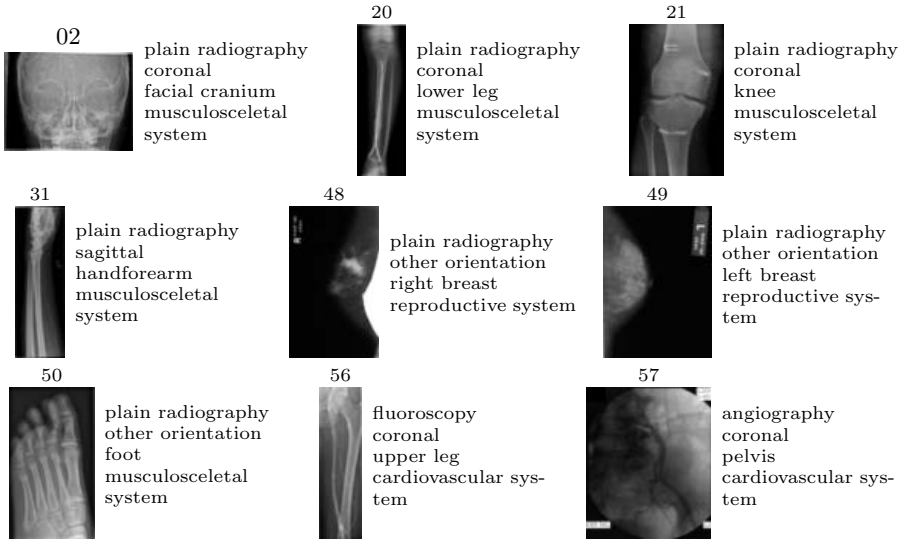 02
plain radiography
coronal
facial cranium
musculosceletal
system
20
plain radiography
coronal
lower leg
musculosceletal
system
21
plain radiography
coronal
knee
musculosceletal
system
31
plain radiography
sagittal
handforearm
musculosceletal
system
48
plain radiography
other orientation
right breast
reproductive system
49
L
plain radiography
other orientation
left breast
reproductive sys-
tem
50
plain radiography
other orientation
foot
musculosceletal
system
56
fluoroscopy
coronal
upper leg
cardiovascular sys-
tem
57
angiography
coronal
pelvis
cardiovascular sys-
tem